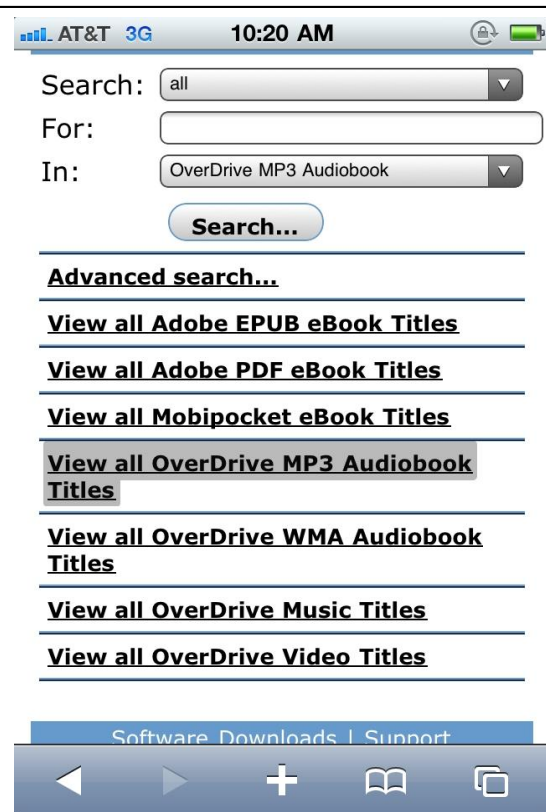 AT&T 3G 10:20 AM
Search: all
For:
In: OverDrive MP3 Audiobook
Search...
Advanced search...
View all Adobe EPUB eBook Titles
View all Adobe PDF eBook Titles
View all Mobipocket eBook Titles
View all OverDrive MP3 Audiobook
Titles
View all OverDrive WMA Audiobook
Titles
View all OverDrive Music Titles
View all OverDrive Video Titles
Software Downloads | Support